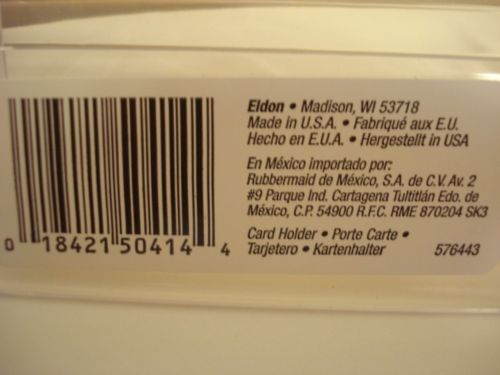 Eldon • Madison, WI 53718
Made in U.S.A. • Fabriqué aux E.U.
Hecho en E.U.A. • Hergestellt in USA
En México importado por:
Rubbermaid de México, S.A. de C.V. Av. 2
#9 Parque Ind. Cartagena Tultitlán Edo. de
México, C.P. 54900 R.F.C. RME 870204 SK3
Card Holder • Porte Carte •
Tarjetero • Kartenhalter 576443
0 18421 50414 4